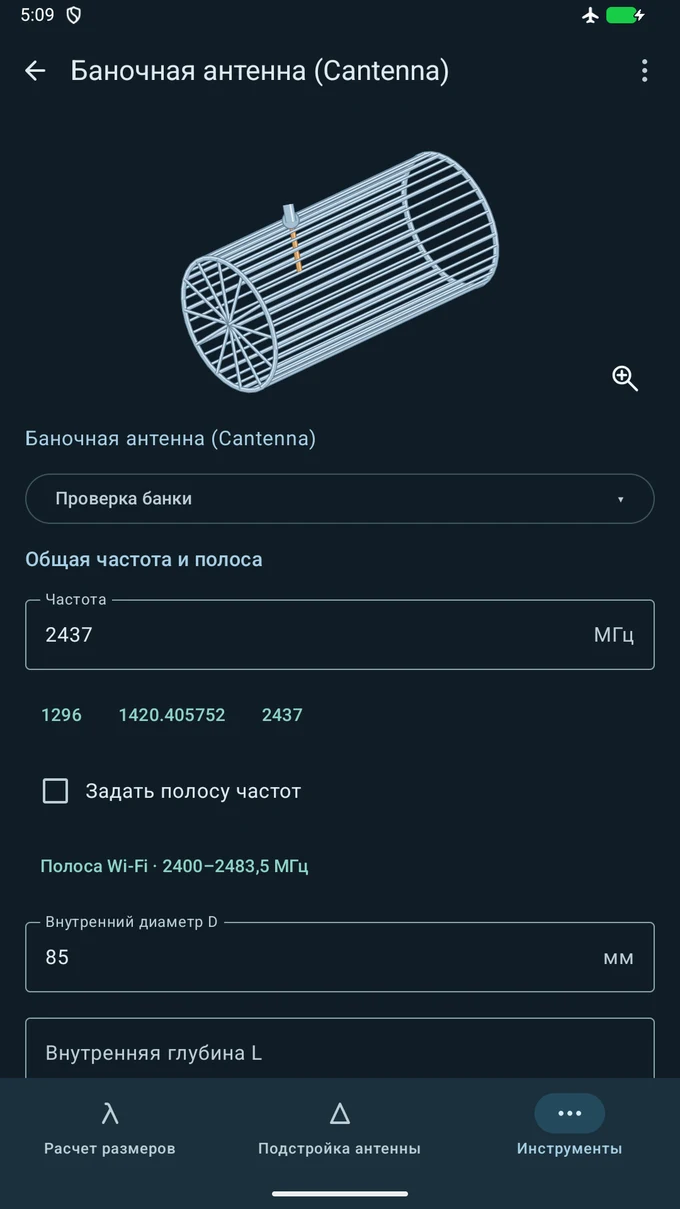 5:09
Баночная антенна (Cantenna)
Баночная антенна (Cantenna)
Проверка банки
Общая частота и полоса
Частота
2437 МГц
1296 1420.405752 2437
Задать полосу частот
Полоса Wi-Fi · 2400–2483,5 МГц
Внутренний диаметр D
85 мм
Внутренняя глубина L
λ
Δ
Расчет размеров Подстройка антенны Инструменты